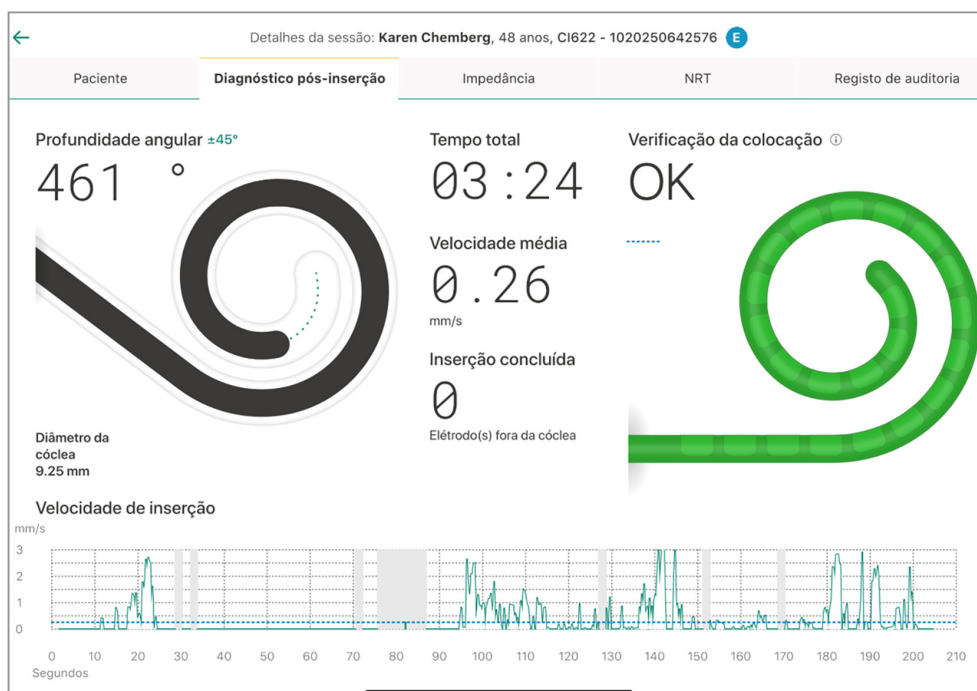 Detalhes da sessão: Karen Chemberg, 48 anos, CI622 - 1020250642576 E
Paciente
Diagnóstico pós-inserção
Impedância
NRT
Registo de auditoria
Profundidade angular ±45°
461 °
Diâmetro da
cóclea
9.25 mm
Tempo total
03:24
Velocidade média
0.26
mm/s
Inserção concluída
0
Elétrodo(s) fora da cóclea
Verificação da colocação ⓘ
OK
Velocidade de inserção
mm/s
3
2
1
0
0 10 20 30 40 50 60 70 80 90 100 110 120 130 140 150 160 170 180 190 200 210
Segundos